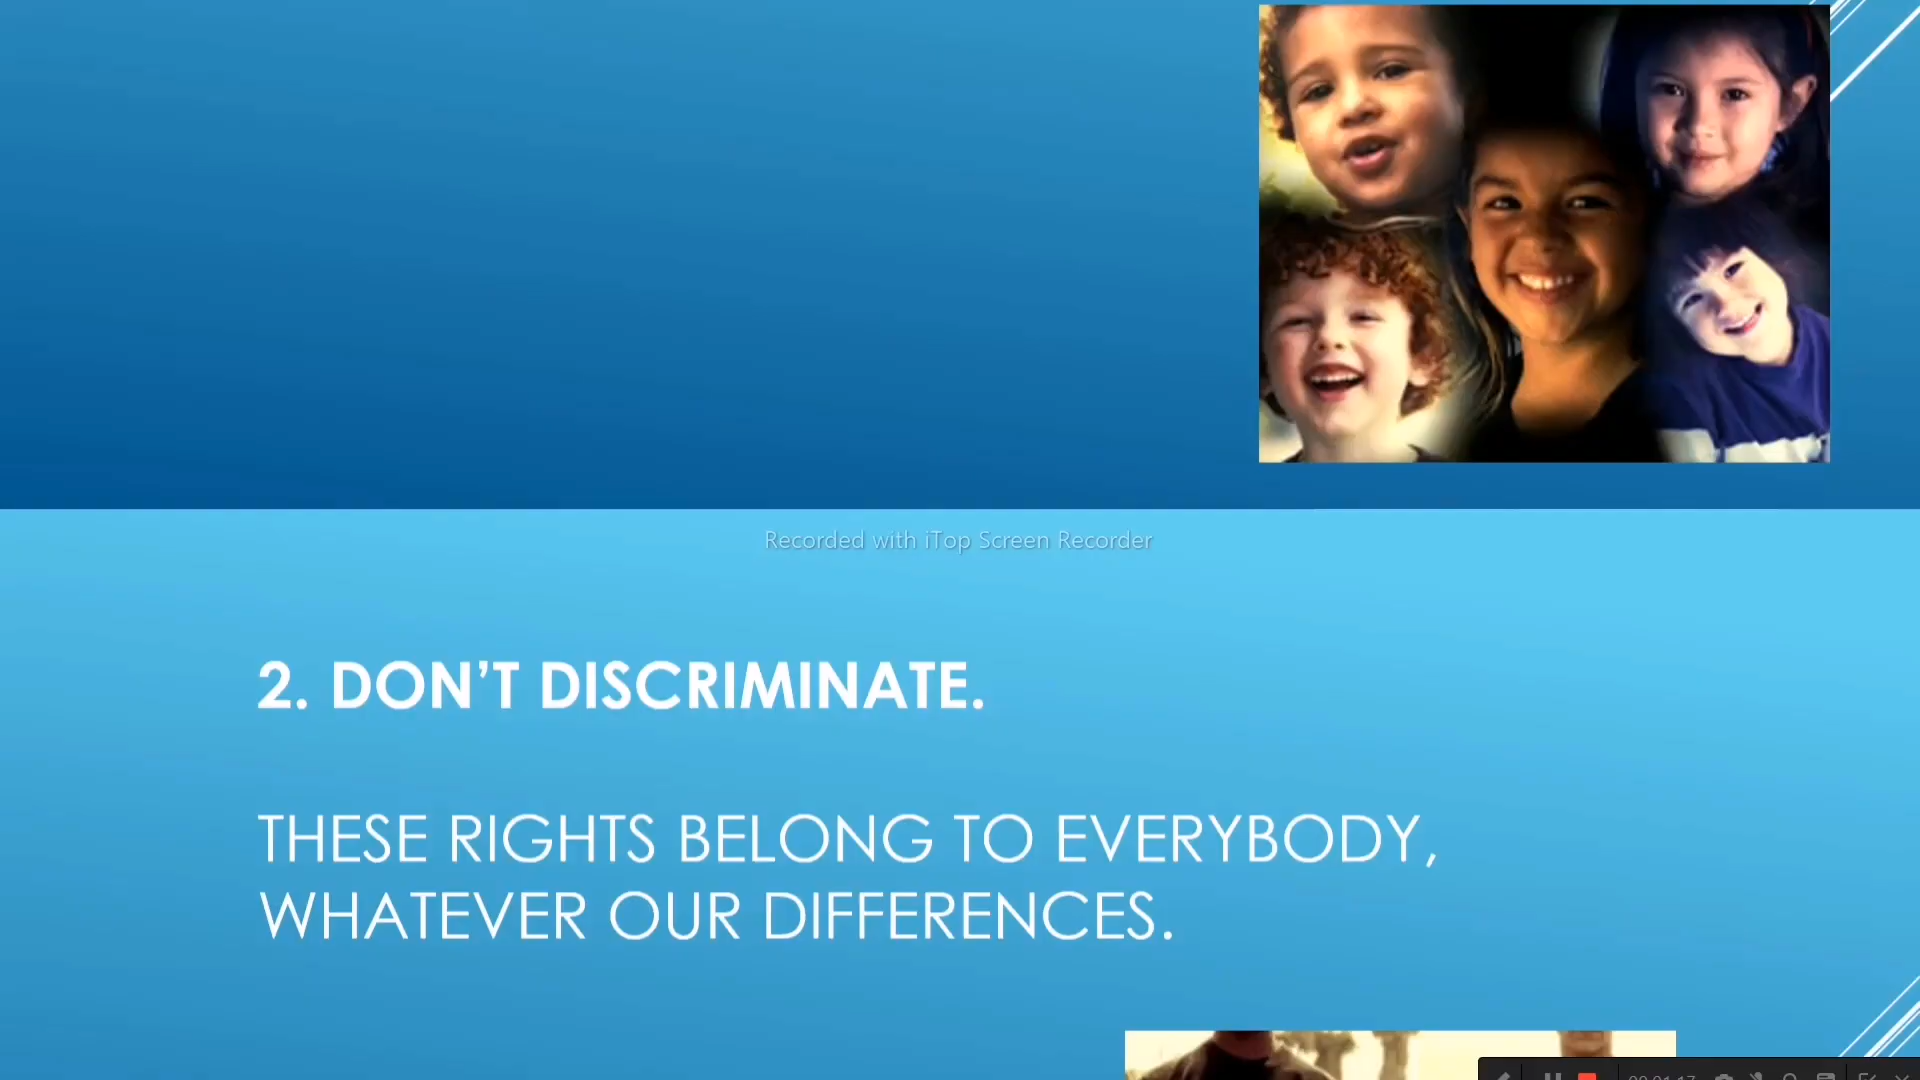 Recorded with iTop Screen Recorder
2. DON’T DISCRIMINATE.
THESE RIGHTS BELONG TO EVERYBODY,
WHATEVER OUR DIFFERENCES.